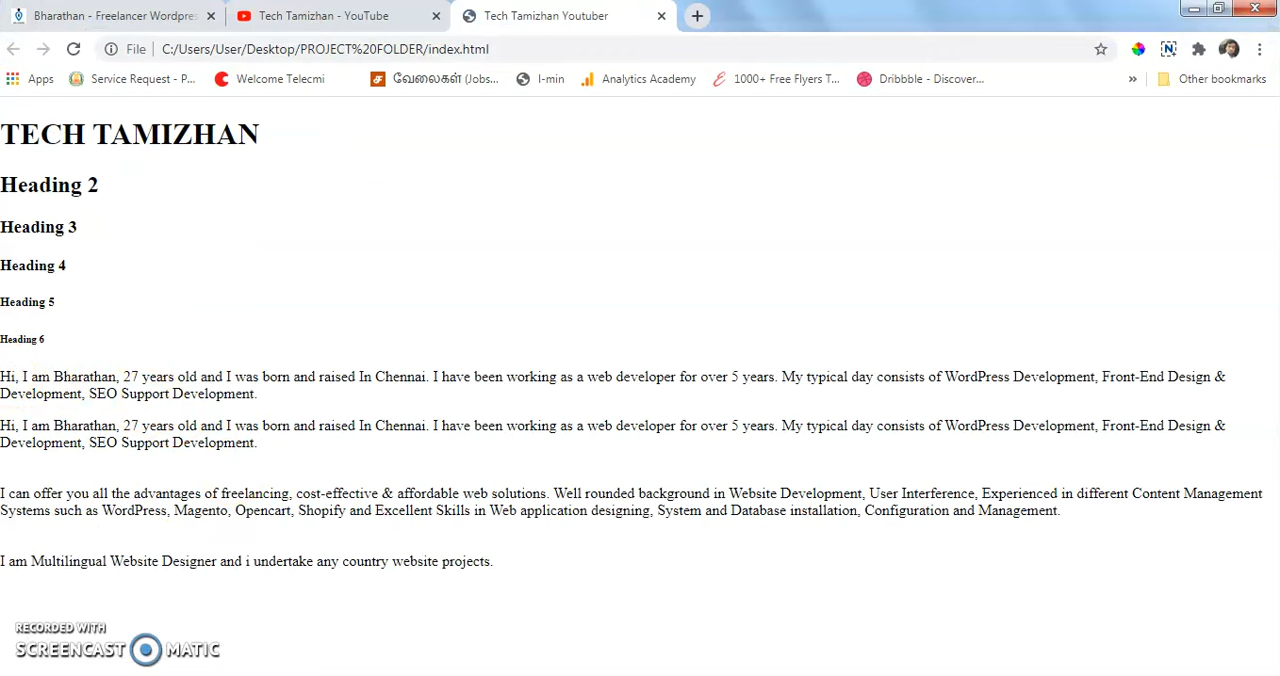 Bharathan - Freelancer Wordpres
Tech Tamizhan - YouTube
Tech Tamizhan Youtuber
File
C:/Users/User/Desktop/PROJECT%20FOLDER/index.html
Apps
Service Request - P...
Welcome Telecmi
வேலைகள் (Jobs...
I-min
Analytics Academy
1000+ Free Flyers T...
Dribbble - Discover...
»
Other bookmarks
TECH TAMIZHAN
Heading 2
Heading 3
Heading 4
Heading 5
Heading 6
Hi, I am Bharathan, 27 years old and I was born and raised In Chennai. I have been working as a web developer for over 5 years. My typical day consists of WordPress Development, Front-End Design &
Development, SEO Support Development.
Hi, I am Bharathan, 27 years old and I was born and raised In Chennai. I have been working as a web developer for over 5 years. My typical day consists of WordPress Development, Front-End Design &
Development, SEO Support Development.
I can offer you all the advantages of freelancing, cost-effective & affordable web solutions. Well rounded background in Website Development, User Interference, Experienced in different Content Management
Systems such as WordPress, Magento, Opencart, Shopify and Excellent Skills in Web application designing, System and Database installation, Configuration and Management.
I am Multilingual Website Designer and i undertake any country website projects.
RECORDED WITH
SCREENCAST MATIC